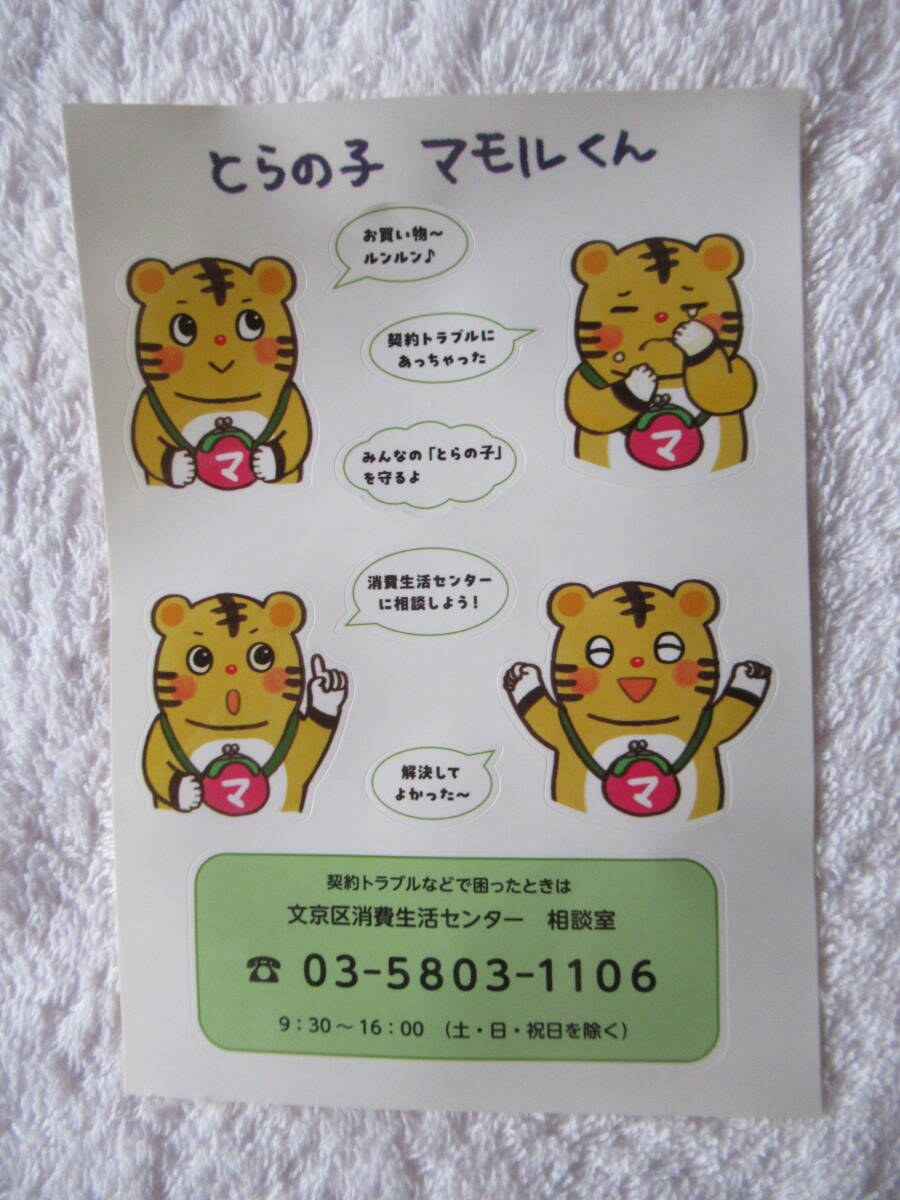 とらの子 マモルくん
お買い物～
ルンルン♪
契約トラブルに
あっちゃった
マ
マ
みんなの「とらの子」
を守るよ
消費生活センター
に相談しよう!
マ
マ
解決して
よかった～
契約トラブルなどで困ったときは
文京区消費生活センター 相談室
☎ 03-5803-1106
9:30～16:00 (土・日・祝日を除く)